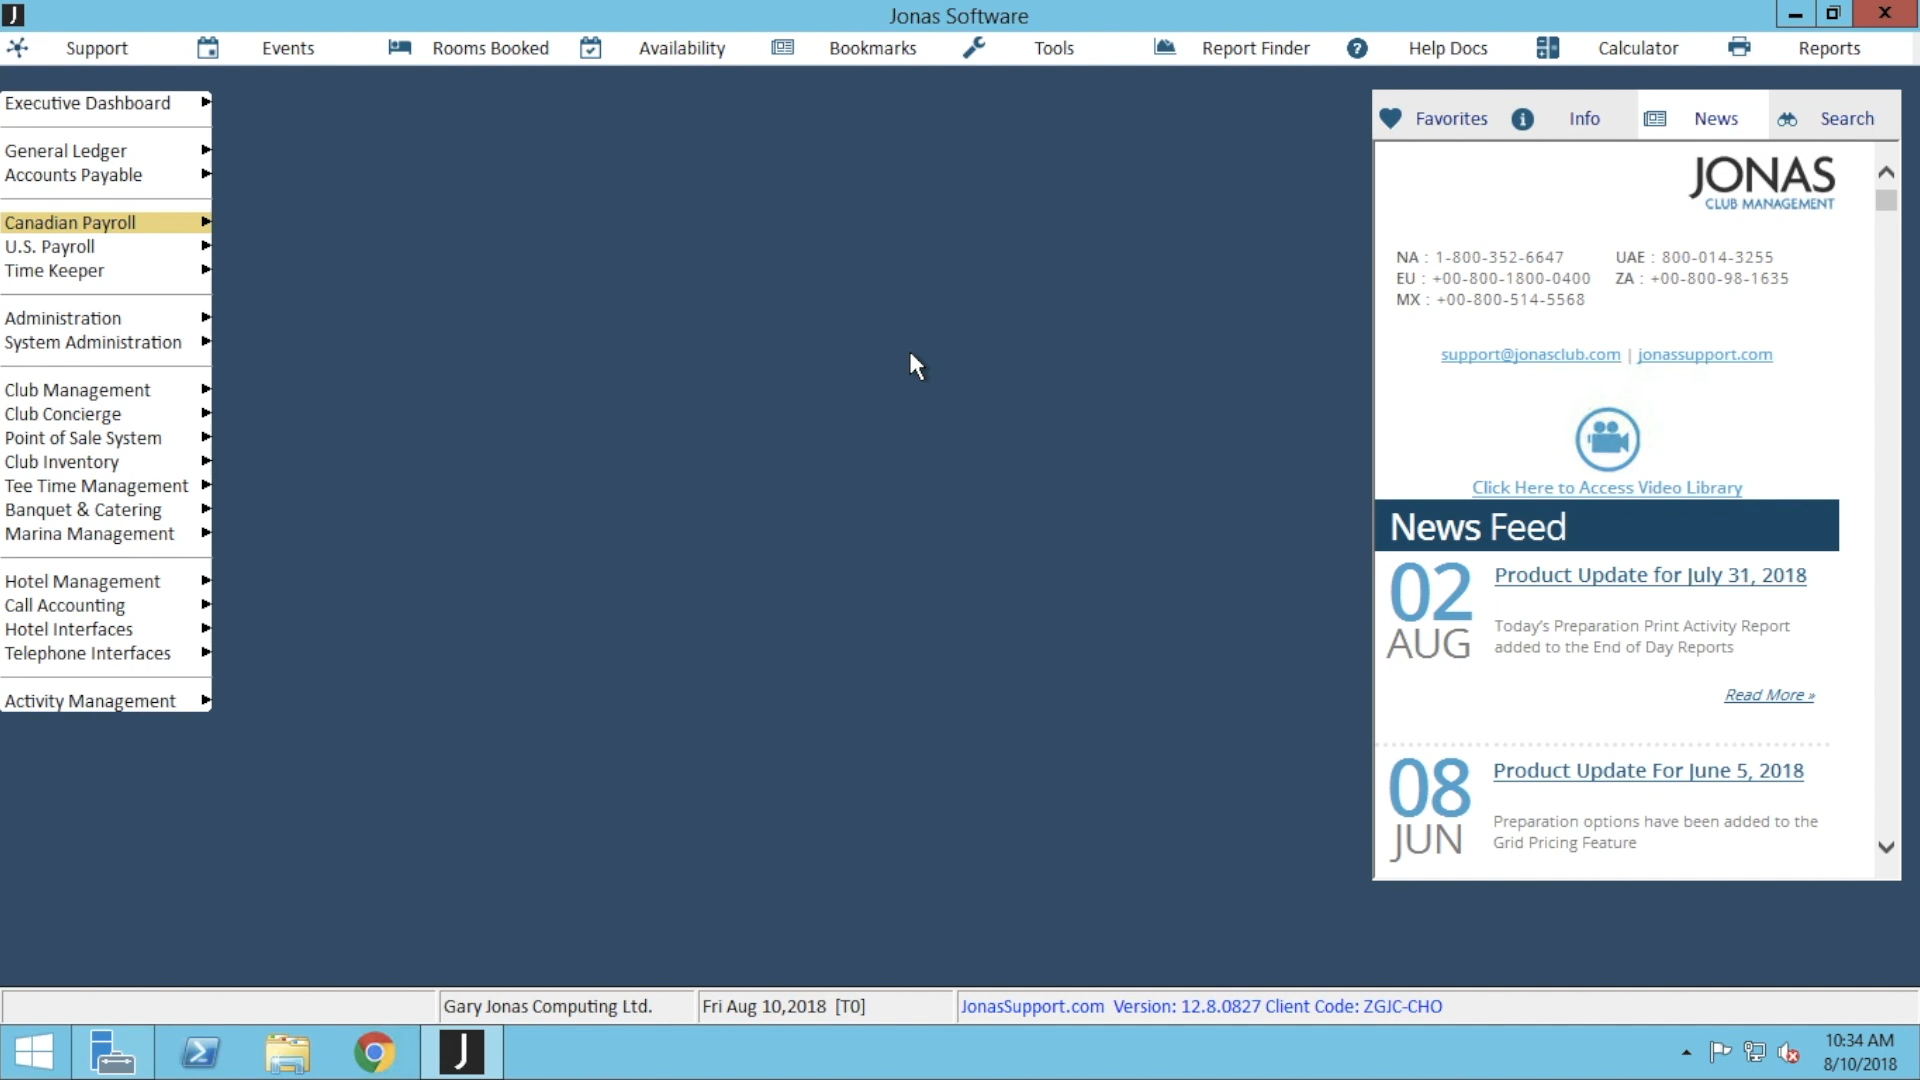 Jonas Software
Support Events Rooms Booked Availability Bookmarks Tools Report Finder Help Docs Calculator Reports
Executive Dashboard
General Ledger
Accounts Payable
Canadian Payroll
U.S. Payroll
Time Keeper
Administration
System Administration
Club Management
Club Concierge
Point of Sale System
Club Inventory
Tee Time Management
Banquet & Catering
Marina Management
Hotel Management
Call Accounting
Hotel Interfaces
Telephone Interfaces
Activity Management
Favorites Info News Search
JONAS
CLUB MANAGEMENT
NA : 1-800-352-6647 UAE : 800-014-3255
EU : +00-800-1800-0400 ZA : +00-800-98-1635
MX : +00-800-514-5568
support@jonasclub.com | jonassupport.com
Click Here to Access Video Library
News Feed
02
AUG
Product Update for July 31, 2018
Today's Preparation Print Activity Report
added to the End of Day Reports
Read More »
08
JUN
Product Update For June 5, 2018
Preparation options have been added to the
Grid Pricing Feature
Gary Jonas Computing Ltd. Fri Aug 10,2018 [T0] JonasSupport.com Version: 12.8.0827 Client Code: ZGJC-CHO
10:34 AM
8/10/2018